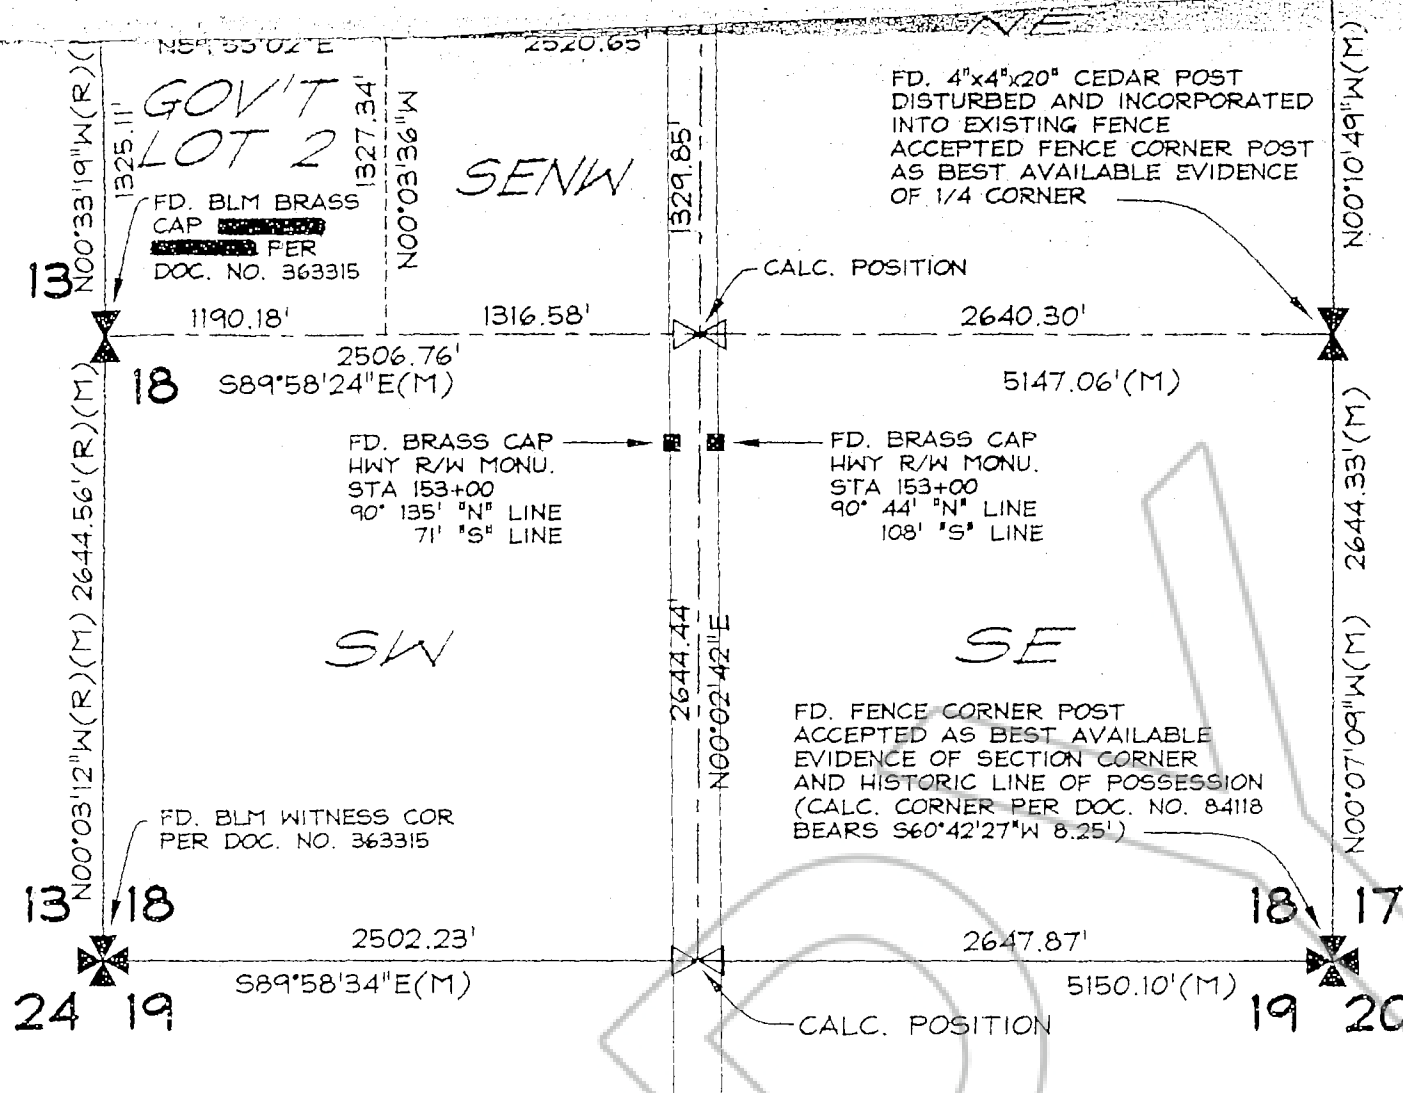 NE
N89°55'02"E
2520.65'
GOV'T
LOT 2
N00°33'19"W(R)(
1325.11'
1327.34'
N00°03'36"W
SENW
1329.85'
FD. 4"x4"x20" CEDAR POST
DISTURBED AND INCORPORATED
INTO EXISTING FENCE
ACCEPTED FENCE CORNER POST
AS BEST AVAILABLE EVIDENCE
OF 1/4 CORNER
N00°10'49"W(M)
FD. BLM BRASS
CAP
PER
DOC. NO. 363315
13
CALC. POSITION
1190.18'
1316.58'
2640.30'
2506.76'
18
S89°58'24"E(M)
5147.06'(M)
FD. BRASS CAP
HWY R/W MONU.
STA 153+00
90° 135' "N" LINE
71' "S" LINE
FD. BRASS CAP
HWY R/W MONU.
STA 153+00
90° 44' "N" LINE
108' "S" LINE
N00°03'12"W(R)(M) 2644.56'(R)(M)
2644.33'(M)
SW
2644.44'
N00°02'42"E
SE
N00°07'09"W(M)
FD. FENCE CORNER POST
ACCEPTED AS BEST AVAILABLE
EVIDENCE OF SECTION CORNER
AND HISTORIC LINE OF POSSESSION
(CALC. CORNER PER DOC. NO. 84118
BEARS S60°42'27"W 8.25')
FD. BLM WITNESS COR
PER DOC. NO. 363315
13 18
18 17
2502.23'
2647.87'
S89°58'34"E(M)
5150.10'(M)
24 19
19 20
CALC. POSITION